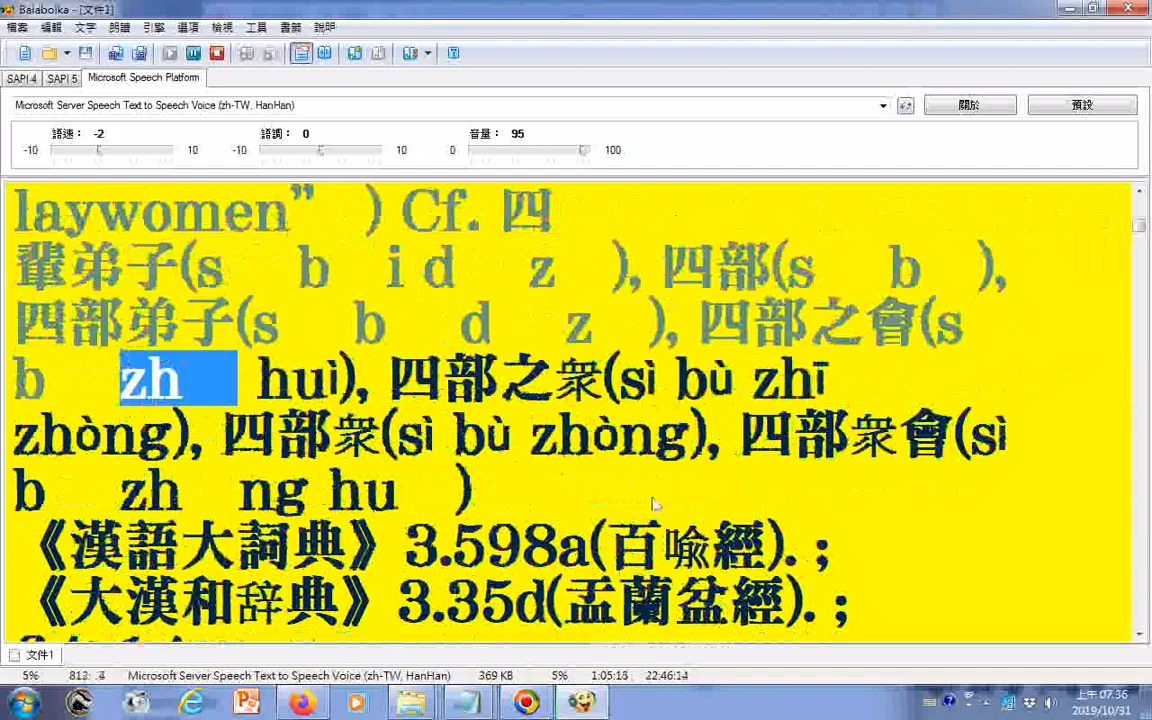 Balabolka - [文件1]
檔案 編輯 文字 朗讀 引擎 選項 檢視 工具 書籤 說明
SAPI 4 SAPI 5 Microsoft Speech Platform
Microsoft Server Speech Text to Speech Voice (zh-TW, HanHan) 關於 預設
語速： -2 語調： 0 音量： 95
-10 10 -10 10 0 100
laywomen” ) Cf. 四
輩弟子(s b i d z ), 四部(s b ),
四部弟子(s b d z ), 四部之會(s
b zh huì), 四部之衆(sì bù zhī
zhòng), 四部衆(sì bù zhòng), 四部衆會(sì
b zh ng hu )
《漢語大詞典》 3.598a(百喩經). ;
《大漢和辞典》 3.35d(盂蘭盆經). ;
文件1
5% Microsoft Server Speech Text to Speech Voice (zh-TW, HanHan) 369 KB 5% 1:05:18 22:46:14
上午 07:36
2019/10/31